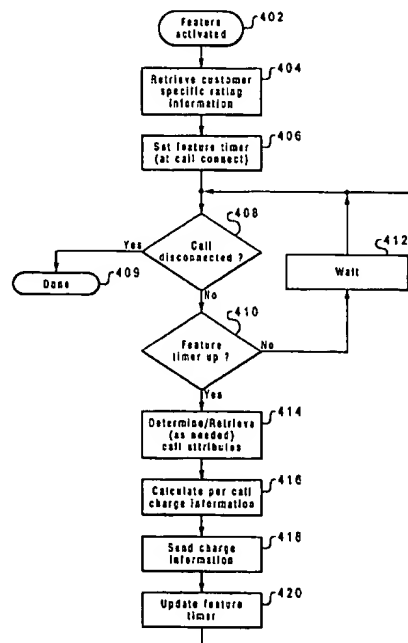 402
Feature
activated
404
Retrieve customer
specific rating
information
406
Set feature timer
(at call connect)
408
Call
disconnected ?
Yes
Done
409
No
412
Wait
410
Feature
timer up ?
No
Yes
414
Determine/Retrieve
(as needed)
call attributes
416
Calculate per call
charge information
418
Send charge
information
420
Update feature
timer